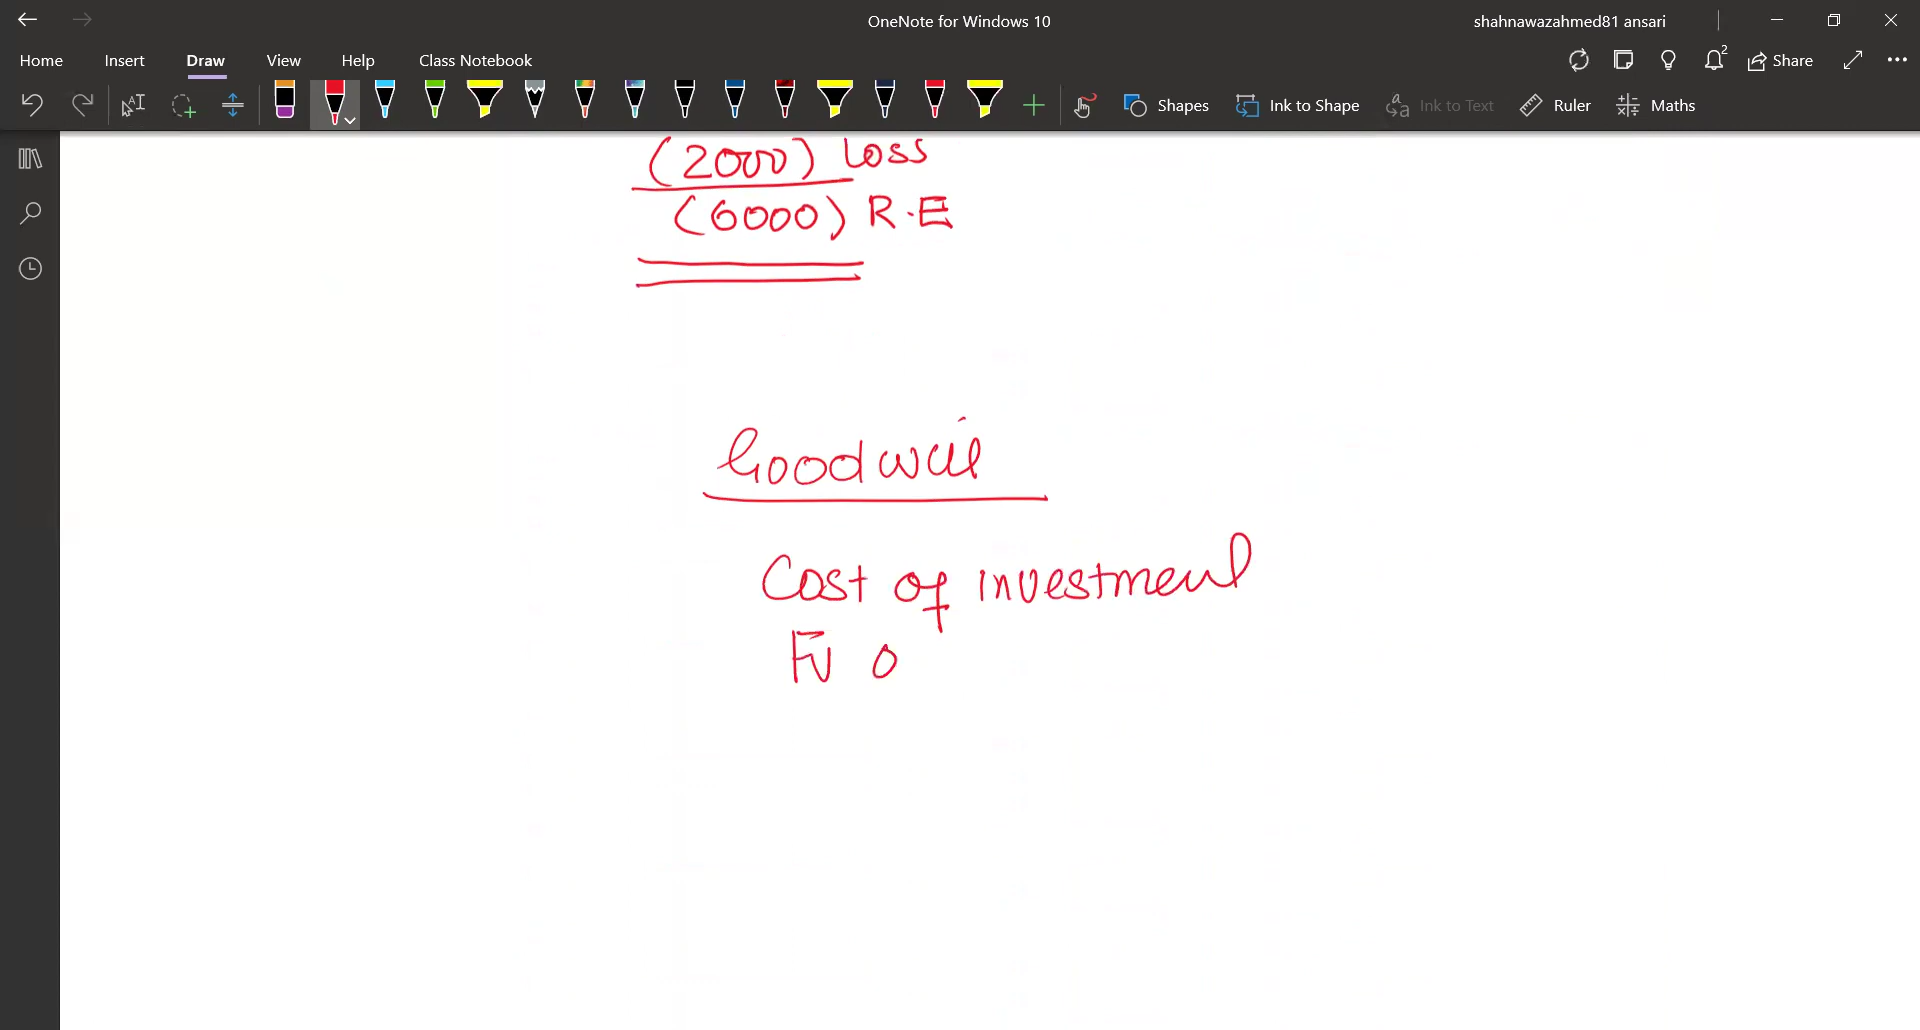 OneNote for Windows 10
shahnawazahmed81 ansari
Home Insert Draw View Help Class Notebook
2
Share
Shapes Ink to Shape Ink to Text Ruler Maths
(2000) Loss
(6000) R.E
Goodwill
Cost of investment
FV o